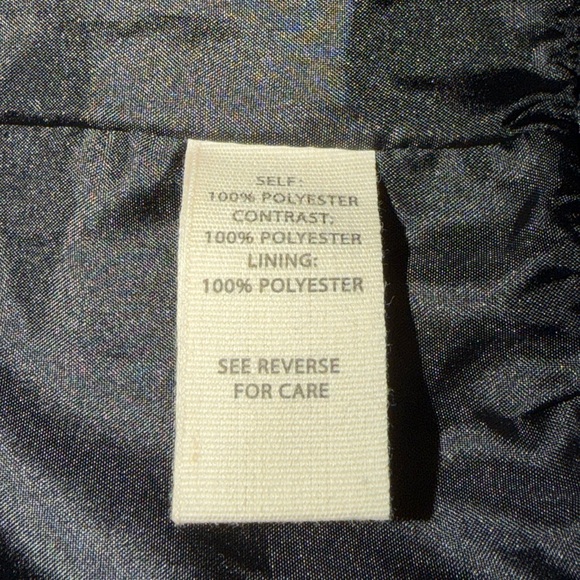 SELF:
100% POLYESTER
CONTRAST:
100% POLYESTER
LINING:
100% POLYESTER
SEE REVERSE
FOR CARE